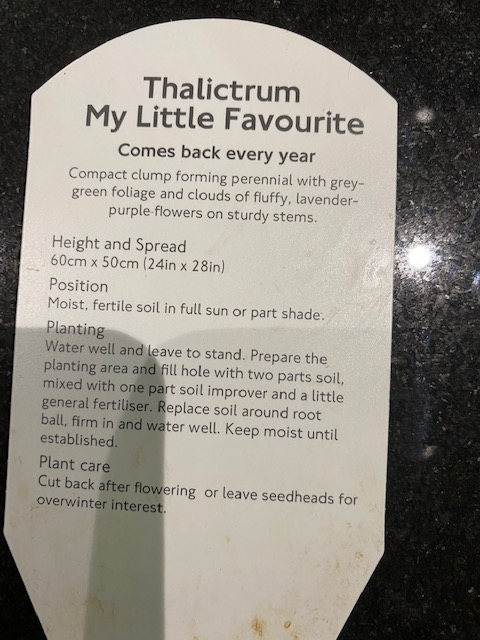 Thalictrum
My Little Favourite
Comes back every year
Compact clump forming perennial with grey-
green foliage and clouds of fluffy, lavender-
purple-flowers on sturdy stems.
Height and Spread
60cm x 50cm (24in x 28in)
Position
Moist, fertile soil in full sun or part shade.
Planting
Water well and leave to stand. Prepare the
planting area and fill hole with two parts soil,
mixed with one part soil improver and a little
general fertiliser. Replace soil around root
ball, firm in and water well. Keep moist until
established.
Plant care
Cut back after flowering or leave seedheads for
overwinter interest.